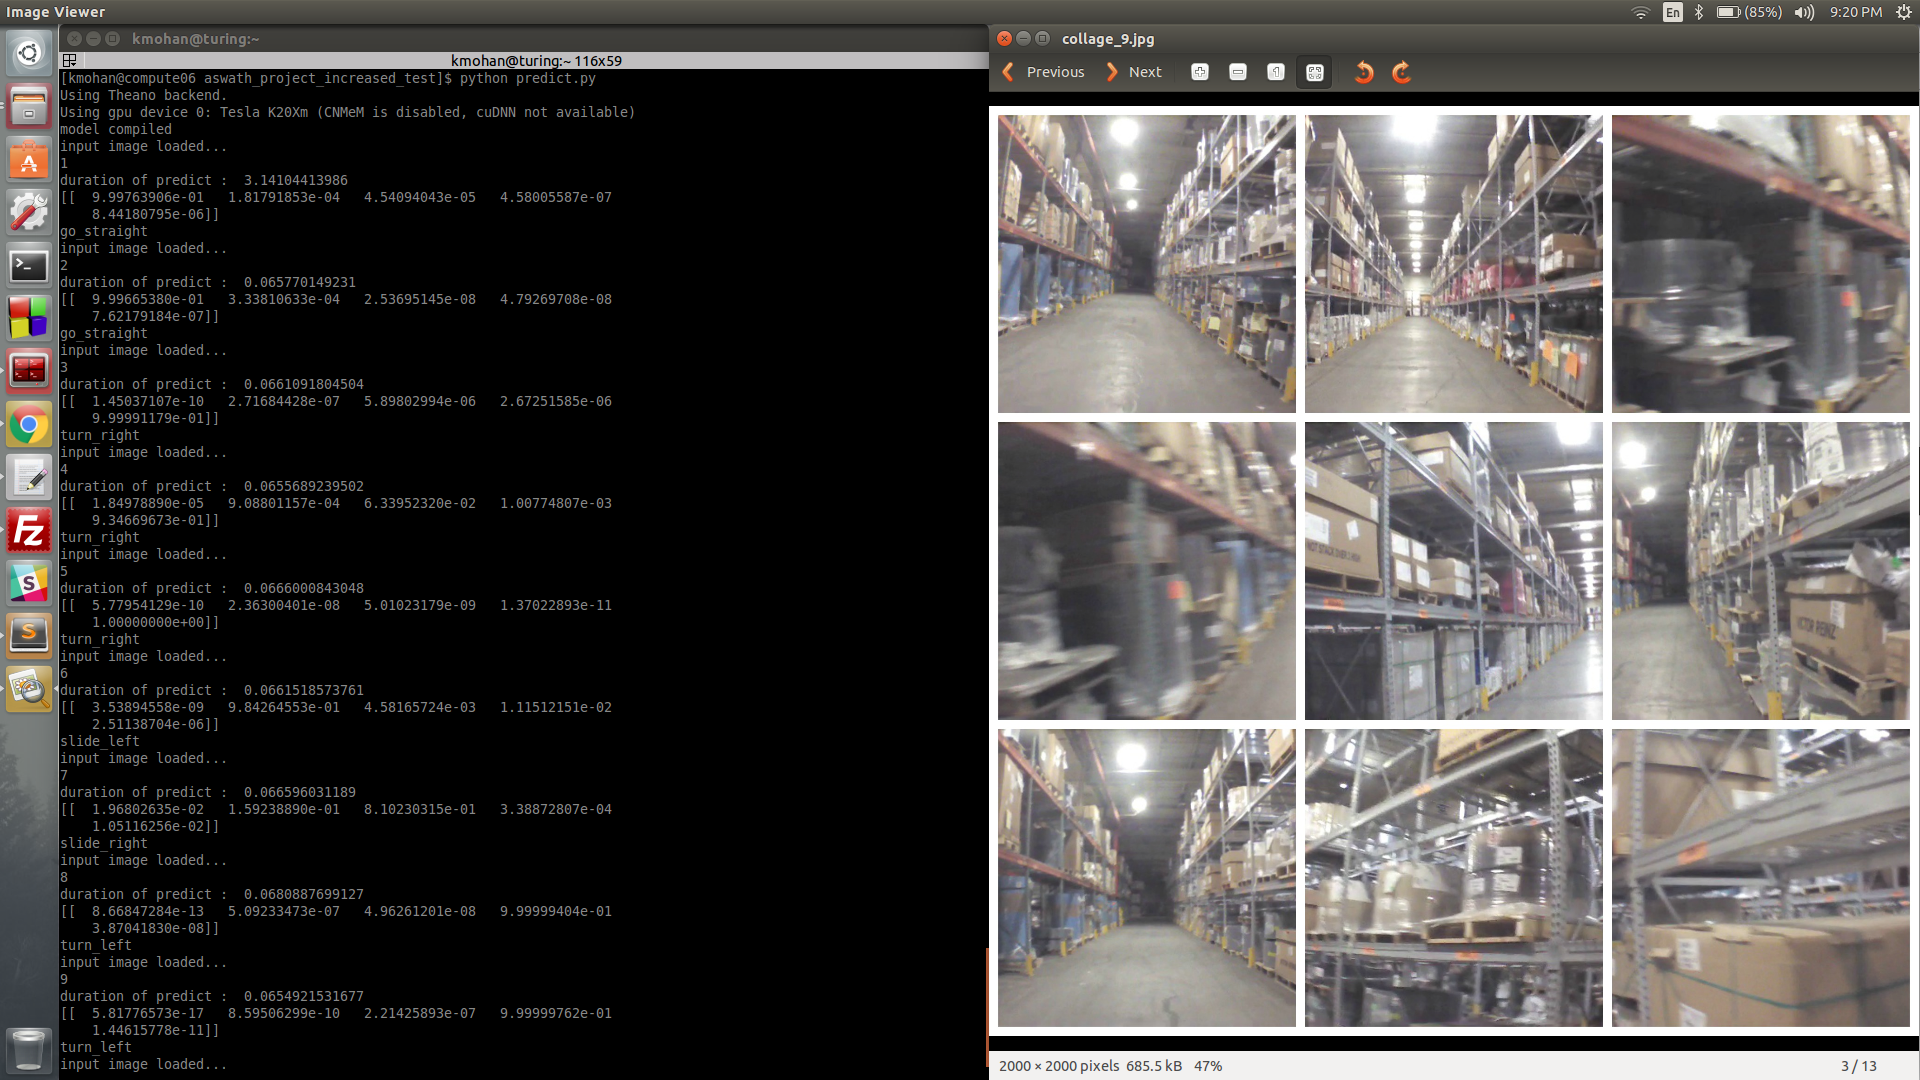 Image Viewer
En
(85%)
9:20 PM
kmohan@turing:~
kmohan@turing:~ 116x59
[kmohan@compute06 aswath_project_increased_test]$ python predict.py
Using Theano backend.
Using gpu device 0: Tesla K20Xm (CNMeM is disabled, cuDNN not available)
model compiled
input image loaded...
1
duration of predict :  3.14104413986
[[  9.99763906e-01   1.81791853e-04   4.54094043e-05   4.58005587e-07
8.44180795e-06]]
go_straight
input image loaded...
2
duration of predict :  0.065770149231
[[  9.99665380e-01   3.33810633e-04   2.53695145e-08   4.79269708e-08
7.62179184e-07]]
go_straight
input image loaded...
3
duration of predict :  0.0661091804504
[[  1.45037107e-10   2.71684428e-07   5.89802994e-06   2.67251585e-06
9.99991179e-01]]
turn_right
input image loaded...
4
duration of predict :  0.0655689239502
[[  1.84978890e-05   9.08801157e-04   6.33952320e-02   1.00774807e-03
9.34669673e-01]]
turn_right
input image loaded...
5
duration of predict :  0.0666000843048
[[  5.77954129e-10   2.36300401e-08   5.01023179e-09   1.37022893e-11
1.00000000e+00]]
turn_right
input image loaded...
6
duration of predict :  0.0661518573761
[[  3.53894558e-09   9.84264553e-01   4.58165724e-03   1.11512151e-02
2.51138704e-06]]
slide_left
input image loaded...
7
duration of predict :  0.066596031189
[[  1.96802635e-02   1.59238890e-01   8.10230315e-01   3.38872807e-04
1.05116256e-02]]
slide_right
input image loaded...
8
duration of predict :  0.0680887699127
[[  8.66847284e-13   5.09233473e-07   4.96261201e-08   9.99999404e-01
3.87041830e-08]]
turn_left
input image loaded...
9
duration of predict :  0.0654921531677
[[  5.81776573e-17   8.59506299e-10   2.21425893e-07   9.99999762e-01
1.44615778e-11]]
turn_left
input image loaded...
collage_9.jpg
Previous
Next
VICTOR REINZ
2000 × 2000 pixels  685.5 kB  47%
3 / 13